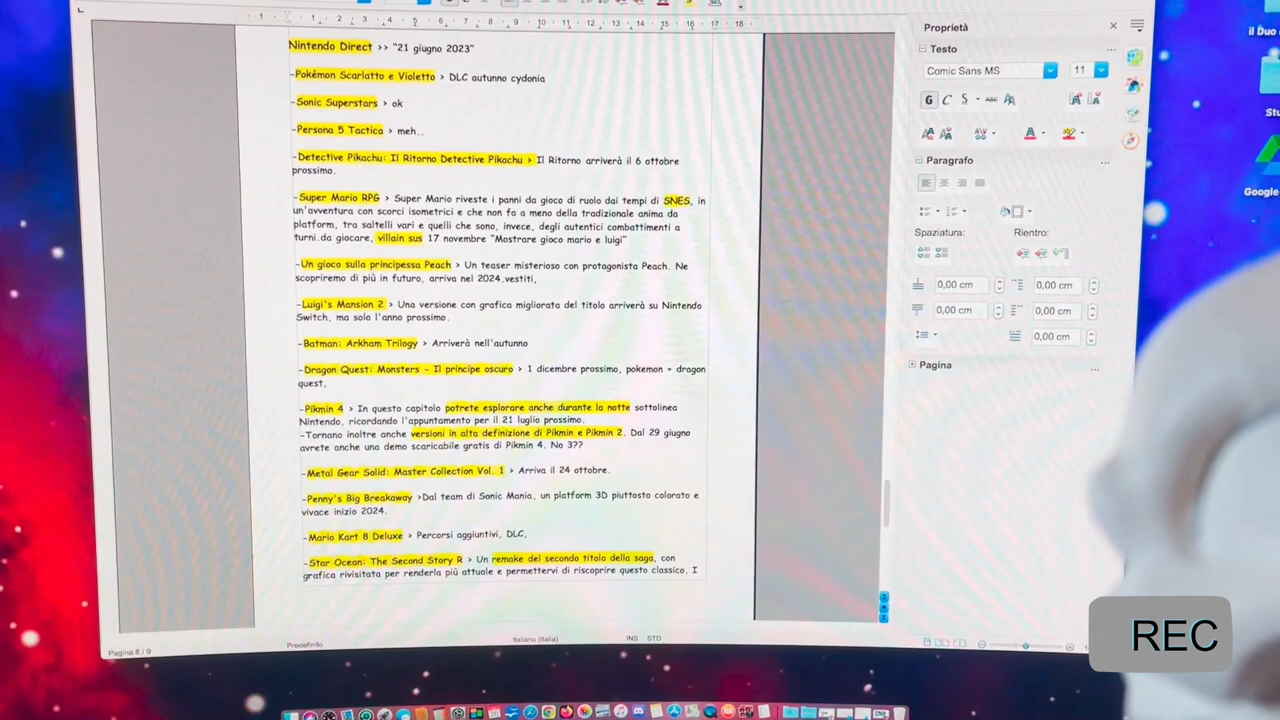 Nintendo Direct >> "21 giugno 2023"
-Pokémon Scarlatto e Violetto > DLC autunno cydonia
-Sonic Superstars > ok
-Persona 5 Tactica > meh..
-Detective Pikachu: Il Ritorno Detective Pikachu > Il Ritorno arriverà il 6 ottobre
prossimo.
-Super Mario RPG > Super Mario riveste i panni da gioco di ruolo dai tempi di SNES, in
un'avventura con scorci isometrici e che non fa a meno della tradizionale anima da
platform, tra saltelli vari e quelli che sono, invece, degli autentici combattimenti a
turni.da giocare, villain sus 17 novembre "Mostrare gioco mario e luigi"
-Un gioco sulla principessa Peach > Un teaser misterioso con protagonista Peach. Ne
scopriremo di più in futuro, arriva nel 2024.vestiti,
-Luigi's Mansion 2 > Una versione con grafica migliorata del titolo arriverà su Nintendo
Switch, ma solo l'anno prossimo.
-Batman: Arkham Trilogy > Arriverà nell'autunno
-Dragon Quest: Monsters - Il principe oscuro > 1 dicembre prossimo, pokemon + dragon
quest,
-Pikmin 4 > In questo capitolo potrete esplorare anche durante la notte sottolinea
Nintendo, ricordando l'appuntamento per il 21 luglio prossimo.
-Tornano inoltre anche versioni in alta definizione di Pikmin e Pikmin 2. Dal 29 giugno
avrete anche una demo scaricabile gratis di Pikmin 4. No 3??
-Metal Gear Solid: Master Collection Vol. 1 > Arriva il 24 ottobre.
-Penny's Big Breakaway >Dal team di Sonic Mania, un platform 3D piuttosto colorato e
vivace inizio 2024.
-Mario Kart 8 Deluxe > Percorsi aggiuntivi, DLC,
-Star Ocean: The Second Story R > Un remake del secondo titolo della saga, con
grafica rivisitata per renderla più attuale e permettervi di riscoprire questo classico. I
Pagina 8 / 9
Predefinito
Italiano (Italia)
INS STD
Proprietà
Testo
Comic Sans MS 11
G C S ABC
Paragrafo
Spaziatura: Rientro:
0,00 cm 0,00 cm
0,00 cm 0,00 cm
0,00 cm
Pagina
il Duo
Google
REC